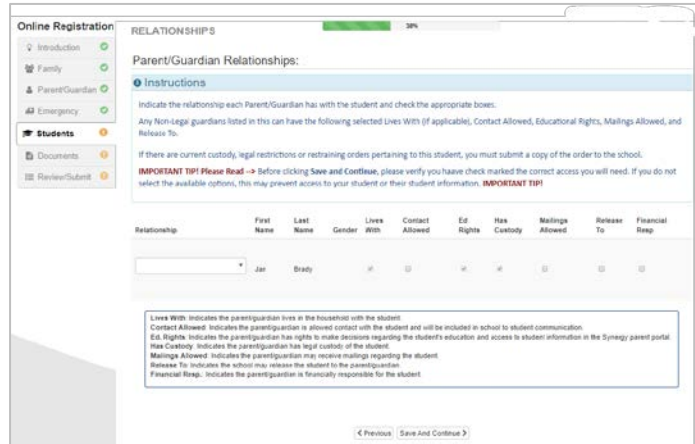 Online Registration
Introduction
Family
Parent/Guardian
Emergency
Students
Documents
Review/Submit
RELATIONSHIPS
38%
Parent/Guardian Relationships:
Instructions
Indicate the relationship each Parent/Guardian has with the student and check the appropriate boxes.
Any Non-Legal guardians listed in this can have the following selected Lives With (if applicable), Contact Allowed, Educational Rights, Mailings Allowed, and
Release To.
If there are current custody, legal restrictions or restraining orders pertaining to this student, you must submit a copy of the order to the school.
IMPORTANT TIP! Please Read --> Before clicking Save and Continue, please verify you haave check marked the correct access you will need. If you do not
select the available options, this may prevent access to your student or their student information. IMPORTANT TIP!
Relationship First Name Last Name Gender Lives With Contact Allowed Ed Rights Has Custody Mailings Allowed Release To Financial Resp
Jan Brady
Lives With: Indicates the parent/guardian lives in the household with the student.
Contact Allowed: Indicates the parent/guardian is allowed contact with the student and will be included in school to student communication.
Ed. Rights: Indicates the parent/guardian has rights to make decisions regarding the student's education and access to student information in the Synergy parent portal.
Has Custody: Indicates the parent/guardian has legal custody of the student.
Mailings Allowed: Indicates the parent/guardian may receive mailings regarding the student.
Release To: Indicates the school may release the student to the parent/guardian.
Financial Resp.: Indicates the parent/guardian is financially responsible for the student.
Previous
Save And Continue